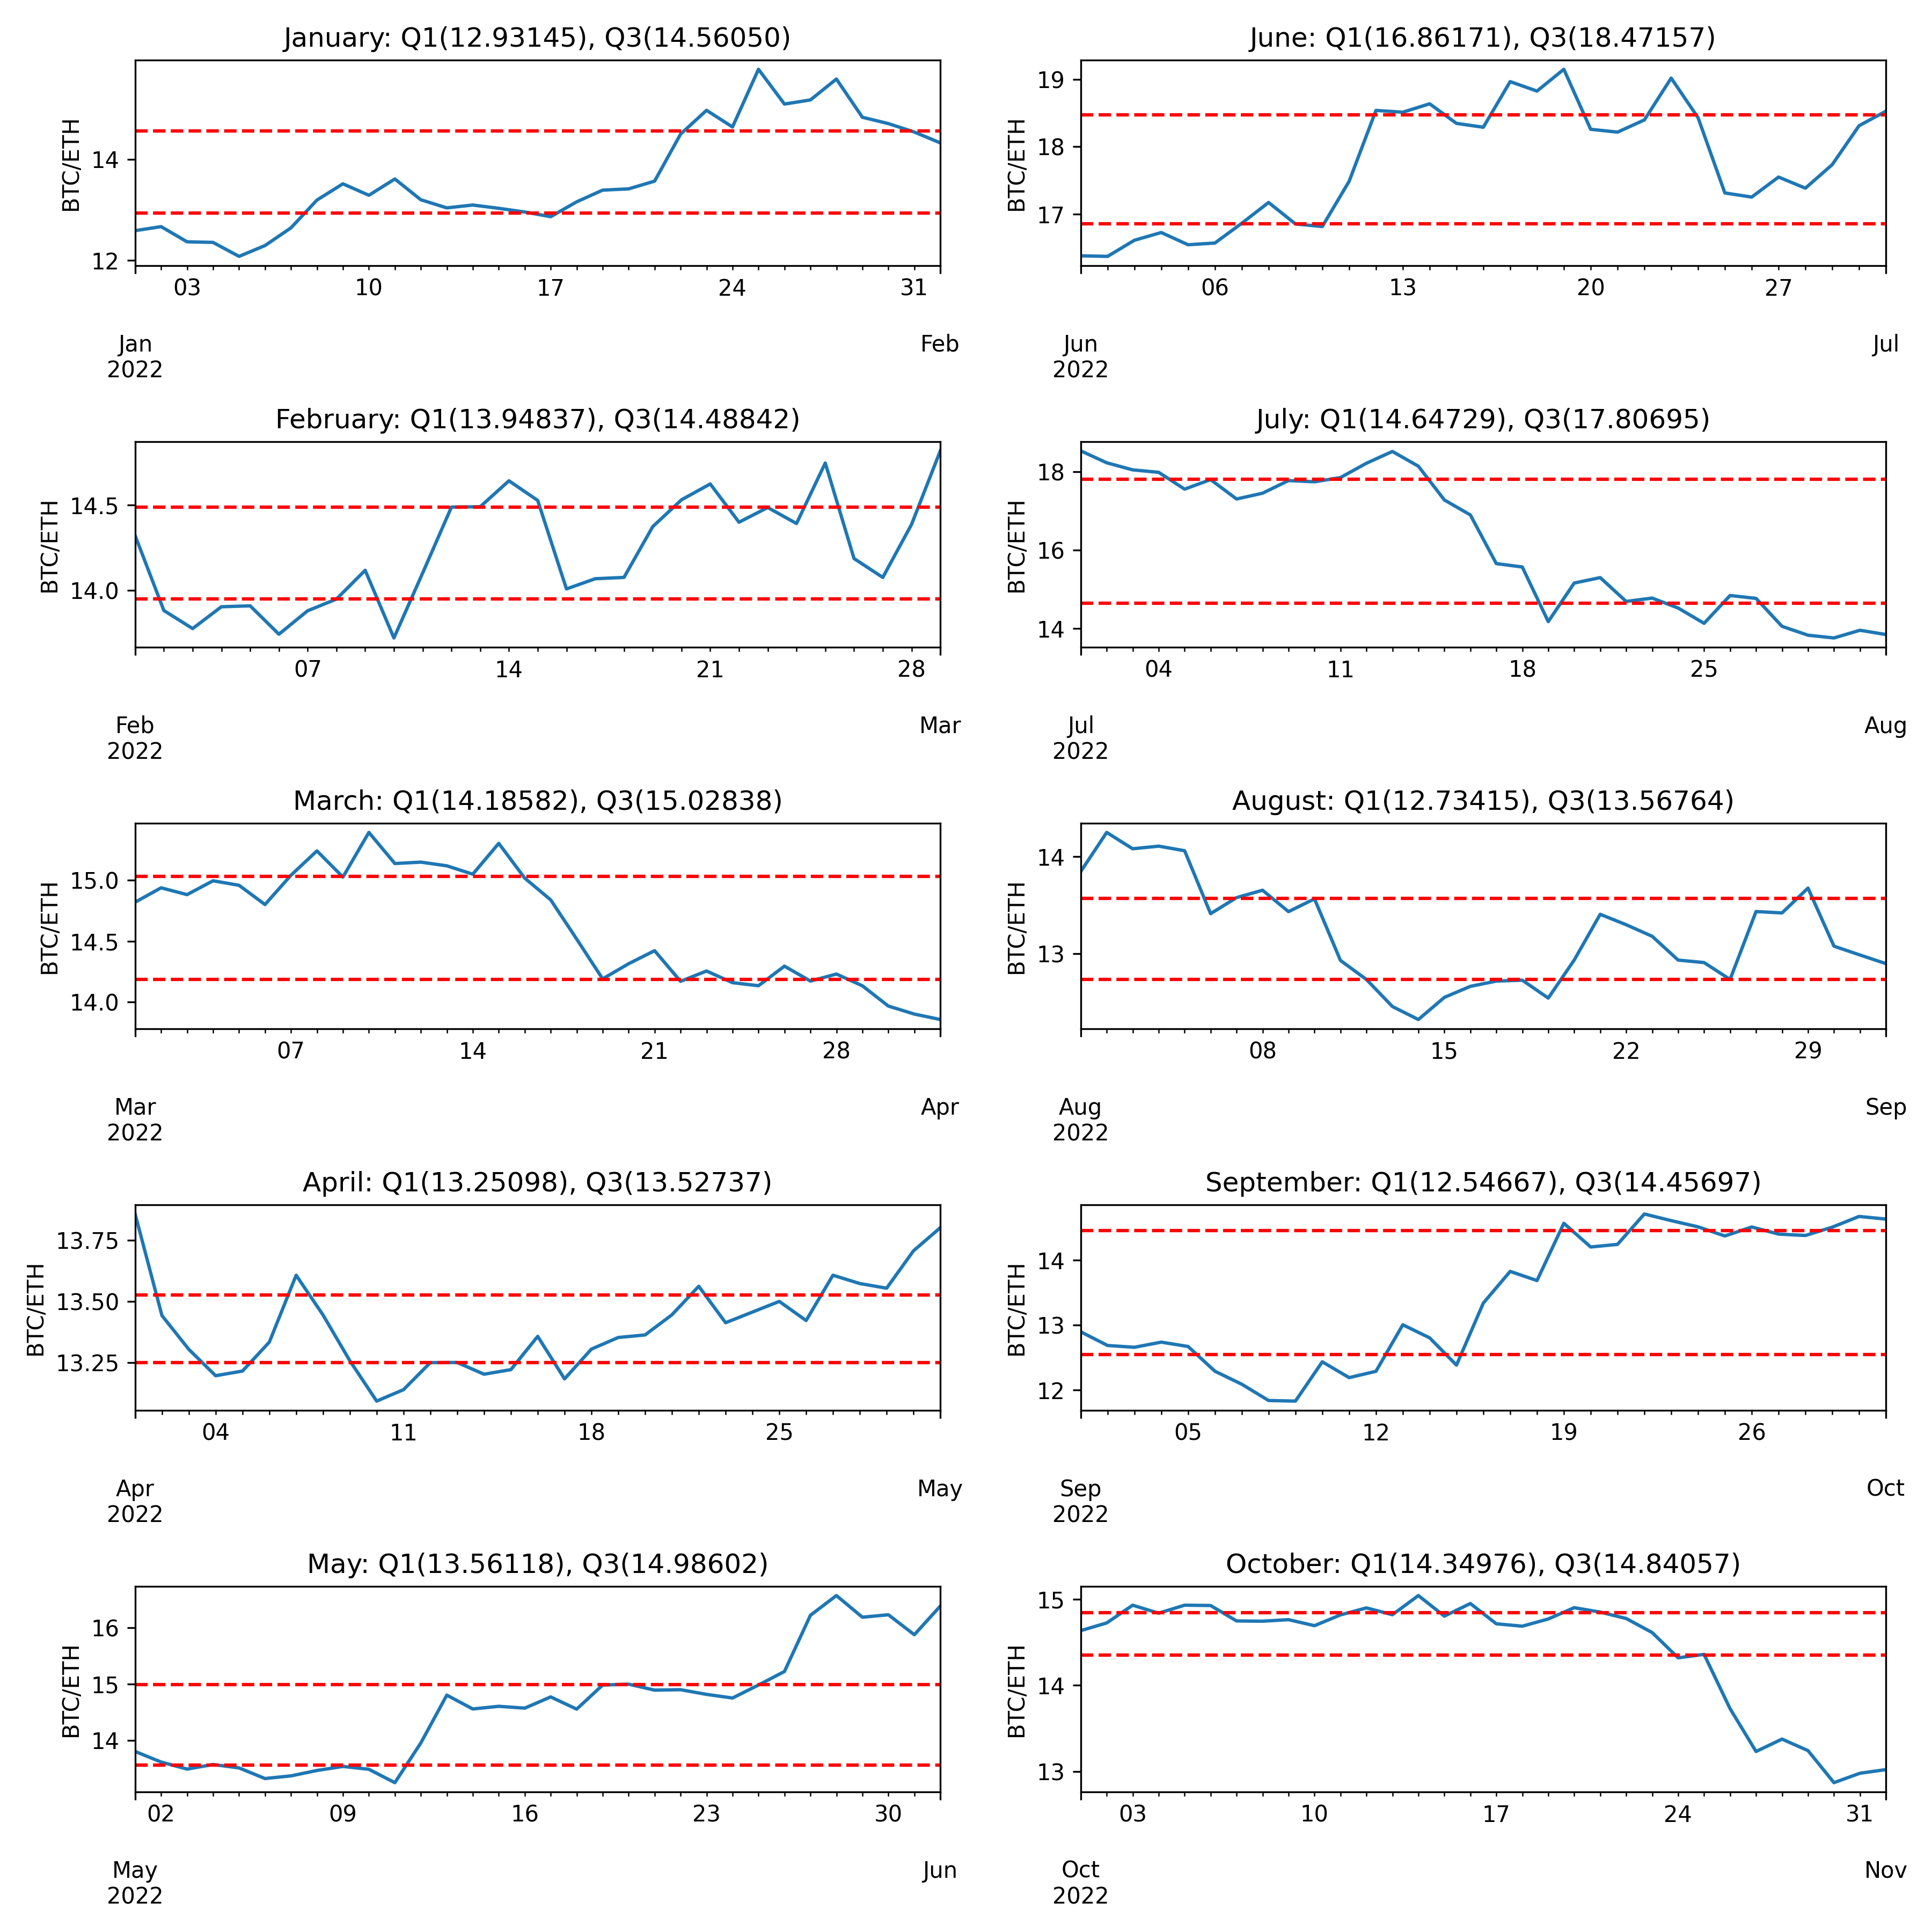 January: Q1(12.93145), Q3(14.56050)
BTC/ETH
14
12
03 10 17 24 31
Jan Feb
2022
June: Q1(16.86171), Q3(18.47157)
BTC/ETH
19
18
17
06 13 20 27
Jun Jul
2022
February: Q1(13.94837), Q3(14.48842)
BTC/ETH
14.5
14.0
07 14 21 28
Feb Mar
2022
July: Q1(14.64729), Q3(17.80695)
BTC/ETH
18
16
14
04 11 18 25
Jul Aug
2022
March: Q1(14.18582), Q3(15.02838)
BTC/ETH
15.0
14.5
14.0
07 14 21 28
Mar Apr
2022
August: Q1(12.73415), Q3(13.56764)
BTC/ETH
14
13
08 15 22 29
Aug Sep
2022
April: Q1(13.25098), Q3(13.52737)
BTC/ETH
13.75
13.50
13.25
04 11 18 25
Apr May
2022
September: Q1(12.54667), Q3(14.45697)
BTC/ETH
14
13
12
05 12 19 26
Sep Oct
2022
May: Q1(13.56118), Q3(14.98602)
BTC/ETH
16
15
14
02 09 16 23 30
May Jun
2022
October: Q1(14.34976), Q3(14.84057)
BTC/ETH
15
14
13
03 10 17 24 31
Oct Nov
2022